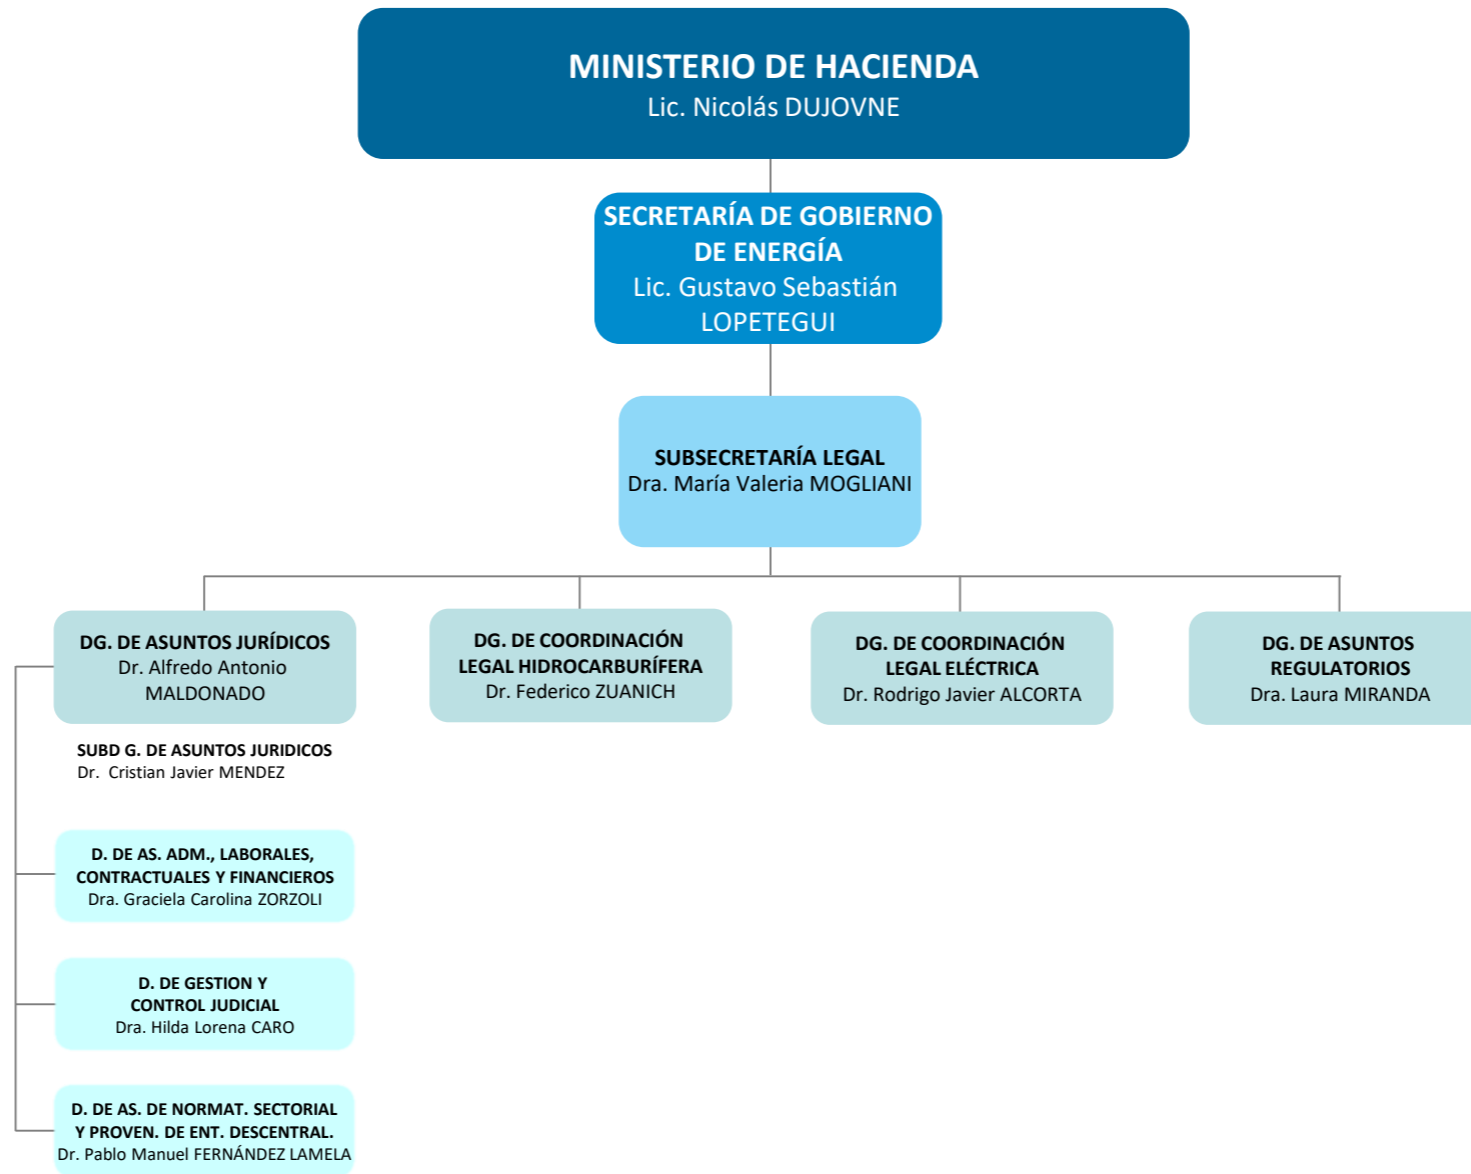 MINISTERIO DE HACIENDA
Lic. Nicolás DUJOVNE
SECRETARÍA DE GOBIERNO
DE ENERGÍA
Lic. Gustavo Sebastián
LOPETEGUI
SUBSECRETARÍA LEGAL
Dra. María Valeria MOGLIANI
DG. DE ASUNTOS JURÍDICOS
Dr. Alfredo Antonio
MALDONADO
DG. DE COORDINACIÓN
LEGAL HIDROCARBURÍFERA
Dr. Federico ZUANICH
DG. DE COORDINACIÓN
LEGAL ELÉCTRICA
Dr. Rodrigo Javier ALCORTA
DG. DE ASUNTOS
REGULATORIOS
Dra. Laura MIRANDA
SUBD G. DE ASUNTOS JURIDICOS
Dr. Cristian Javier MENDEZ
D. DE AS. ADM., LABORALES,
CONTRACTUALES Y FINANCIEROS
Dra. Graciela Carolina ZORZOLI
D. DE GESTION Y
CONTROL JUDICIAL
Dra. Hilda Lorena CARO
D. DE AS. DE NORMAT. SECTORIAL
Y PROVEN. DE ENT. DESCENTRAL.
Dr. Pablo Manuel FERNÁNDEZ LAMELA